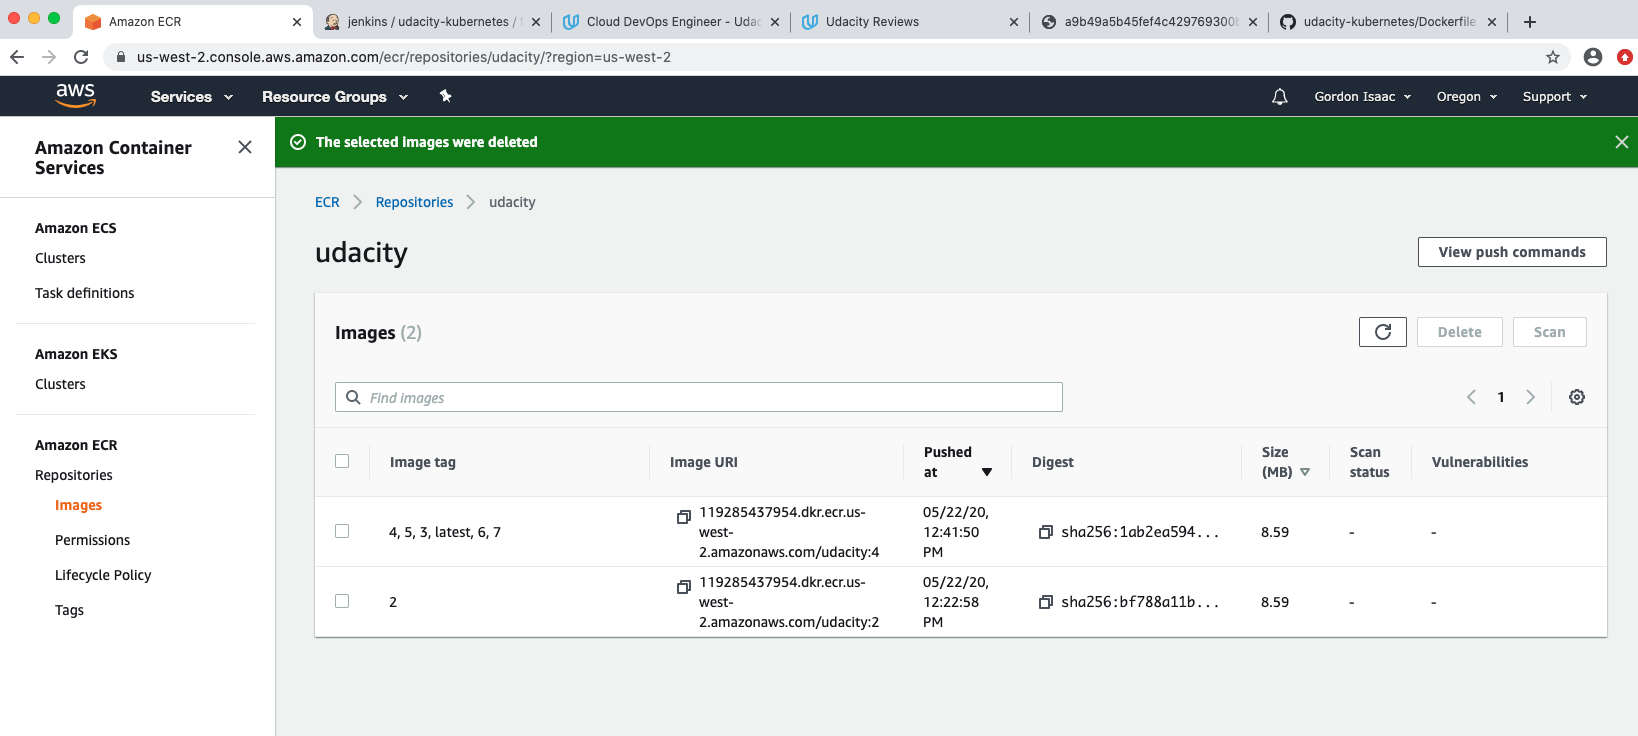 Amazon ECR
jenkins / udacity-kubernetes /
Cloud DevOps Engineer - Udac
Udacity Reviews
a9b49a5b45fef4c429769300b
udacity-kubernetes/Dockerfile
us-west-2.console.aws.amazon.com/ecr/repositories/udacity/?region=us-west-2
aws
Services
Resource Groups
Gordon Isaac
Oregon
Support
Amazon Container
Services
Amazon ECS
Clusters
Task definitions
Amazon EKS
Clusters
Amazon ECR
Repositories
Images
Permissions
Lifecycle Policy
Tags
The selected images were deleted
ECR
Repositories
udacity
udacity
View push commands
Images (2)
Delete
Scan
Find images
1
Image tag
Image URI
Pushed
at
Digest
Size
(MB)
Scan
status
Vulnerabilities
4, 5, 3, latest, 6, 7
119285437954.dkr.ecr.us-
west-
2.amazonaws.com/udacity:4
05/22/20,
12:41:50
PM
sha256:1ab2ea594...
8.59
-
-
2
119285437954.dkr.ecr.us-
west-
2.amazonaws.com/udacity:2
05/22/20,
12:22:58
PM
sha256:bf788a11b...
8.59
-
-